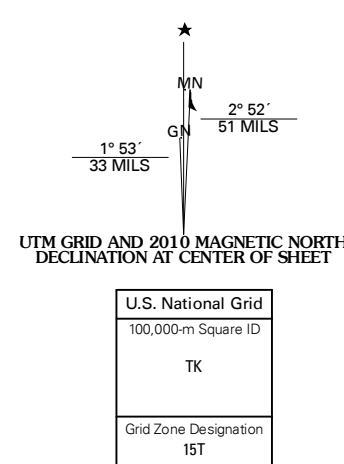 MN
GN
2° 52´
51 MILS
1° 53´
33 MILS
UTM GRID AND 2010 MAGNETIC NORTH
DECLINATION AT CENTER OF SHEET
U.S. National Grid
100,000-m Square ID
TK
Grid Zone Designation
15T